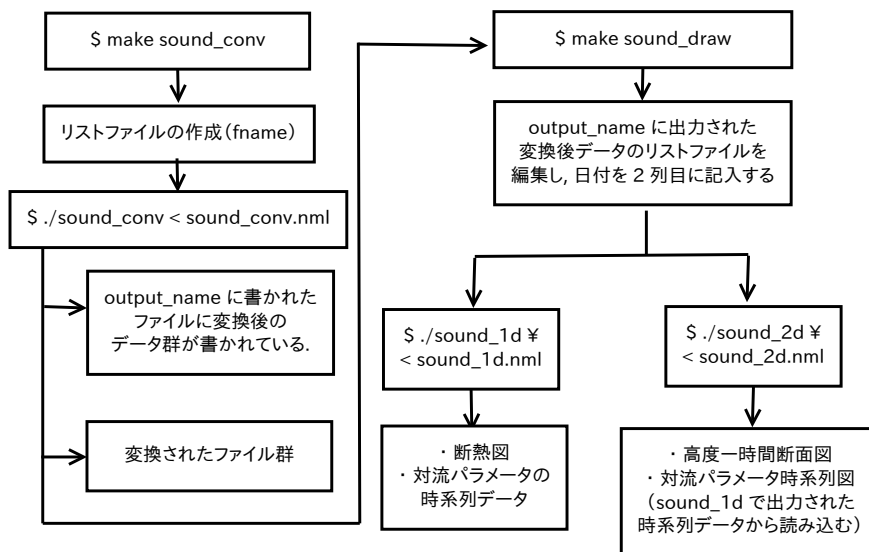 $ make sound_conv
リストファイルの作成（fname）
$ ./sound_conv < sound_conv.nml
output_name に書かれた
ファイルに変換後の
データ群が書かれている.
変換されたファイル群
$ make sound_draw
output_name に出力された
変換後データのリストファイルを
編集し, 日付を 2 列目に記入する
$ ./sound_1d ¥
< sound_1d.nml
・断熱図
・対流パラメータの
時系列データ
$ ./sound_2d ¥
< sound_2d.nml
・高度ー時間断面図
・対流パラメータ時系列図
（sound_1d で出力された
時系列データから読み込む）